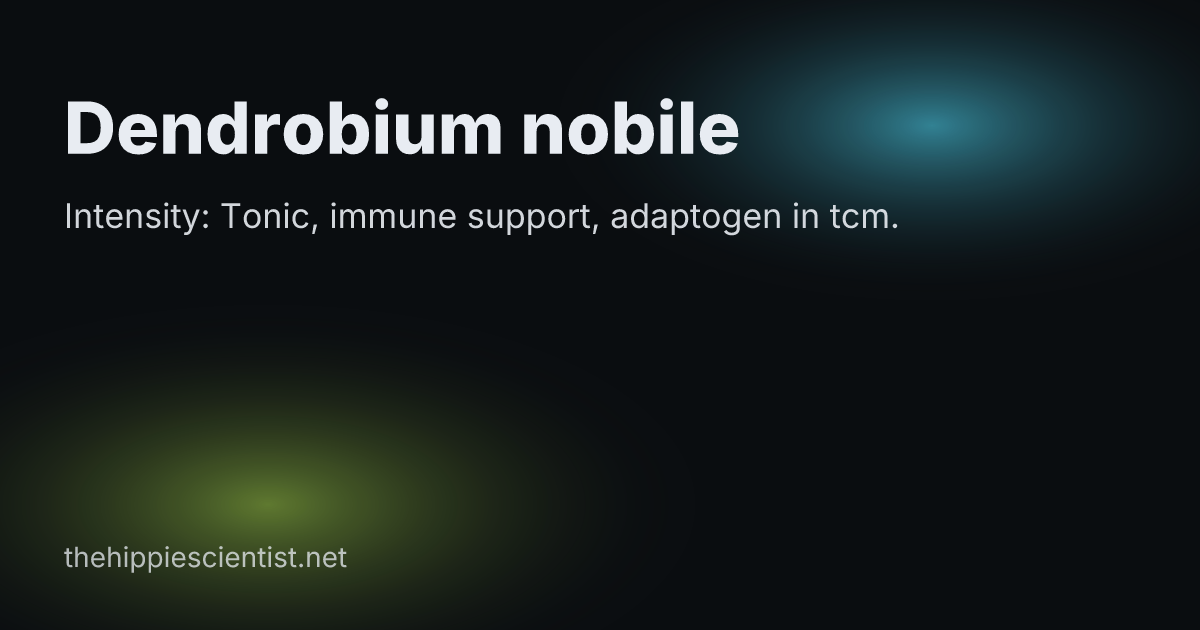 Dendrobium nobile
Intensity: Tonic, immune support, adaptogen in tcm.
thehippiescientist.net